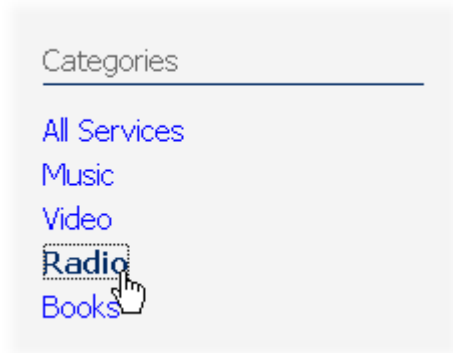 Categories
All Services
Music
Video
Radio
Books